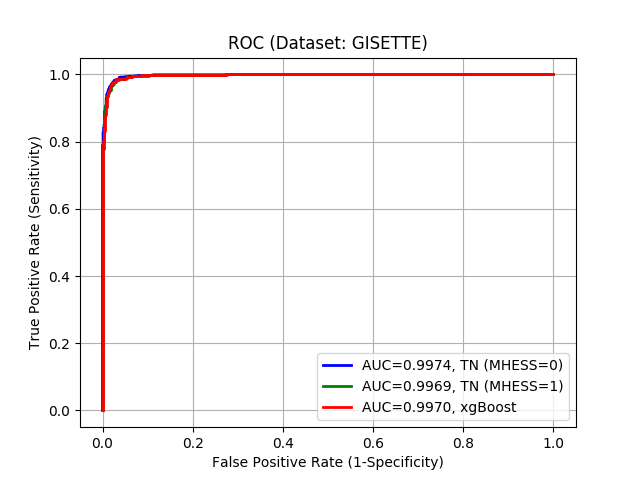 ROC (Dataset: GISETTE)
True Positive Rate (Sensitivity)
1.0
0.8
0.6
0.4
0.2
0.0
AUC=0.9974, TN (MHESS=0)
AUC=0.9969, TN (MHESS=1)
AUC=0.9970, xgBoost
0.0 0.2 0.4 0.6 0.8 1.0
False Positive Rate (1-Specificity)